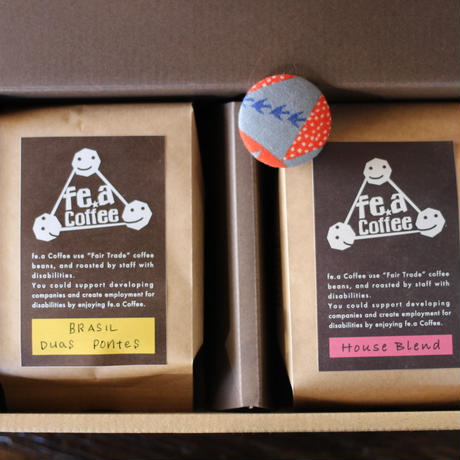 fe.a
Coffee
fe.a Coffee use "Fair Trade" coffee
beans, and roasted by staff with
disabilities.
You could support developing
companies and create employment for
disabilities by enjoying fe.a Coffee.
BRASIL
Duas Pontes
fe.a
Coffee
fe.a Coffee use "Fair Trade" coffee
beans, and roasted by staff with
disabilities.
You could support developing
companies and create employment for
disabilities by enjoying fe.a Coffee.
House Blend